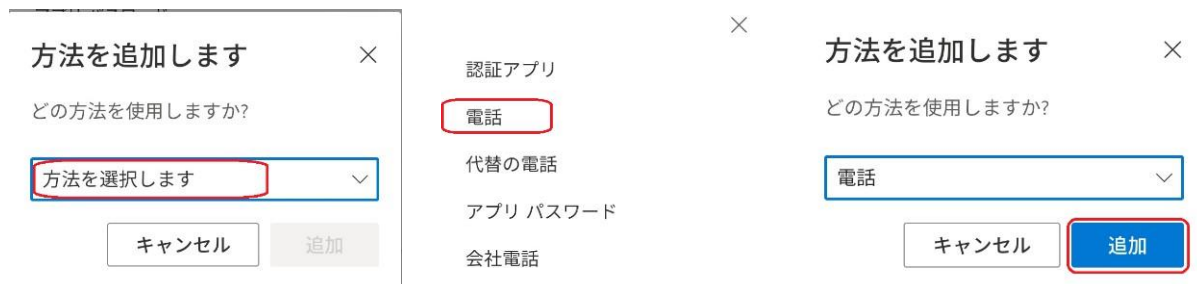 方法を追加します
どの方法を使用しますか?
方法を選択します
キャンセル
追加
認証アプリ
電話
代替の電話
アプリ パスワード
会社電話
方法を追加します
どの方法を使用しますか?
電話
キャンセル
追加